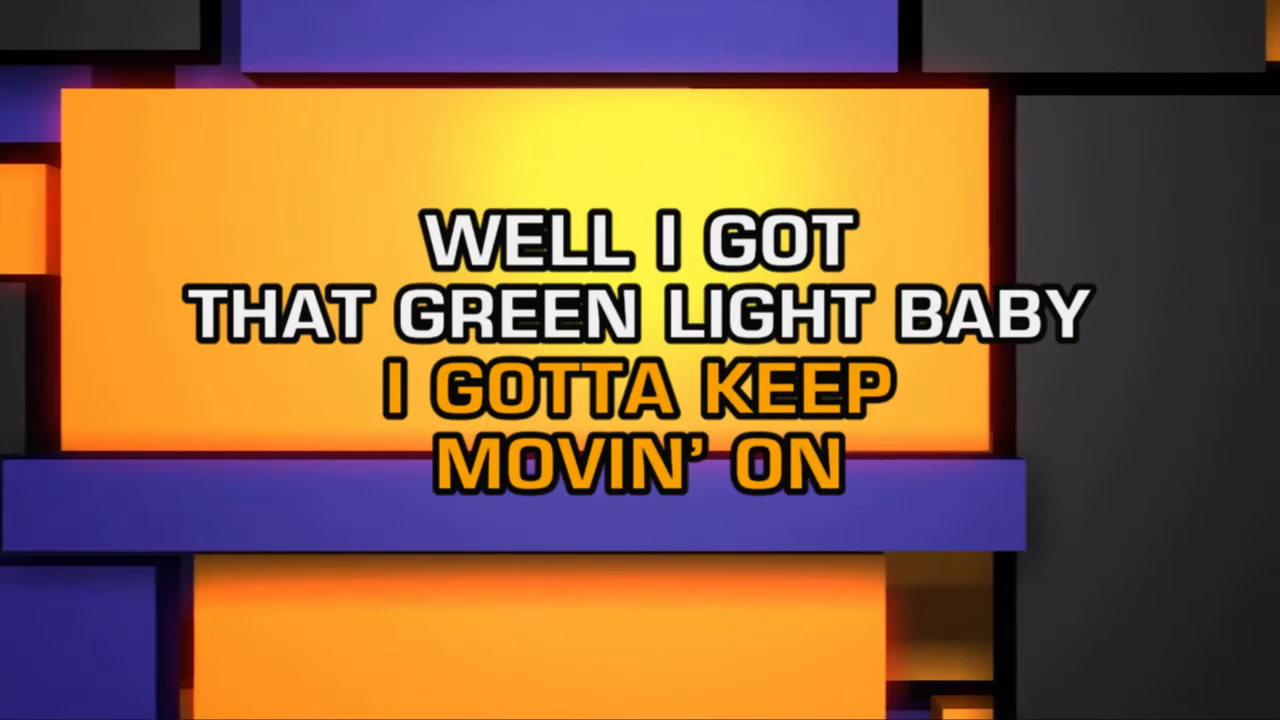 WELL I GOT
THAT GREEN LIGHT BABY
I GOTTA KEEP
MOVIN’ ON